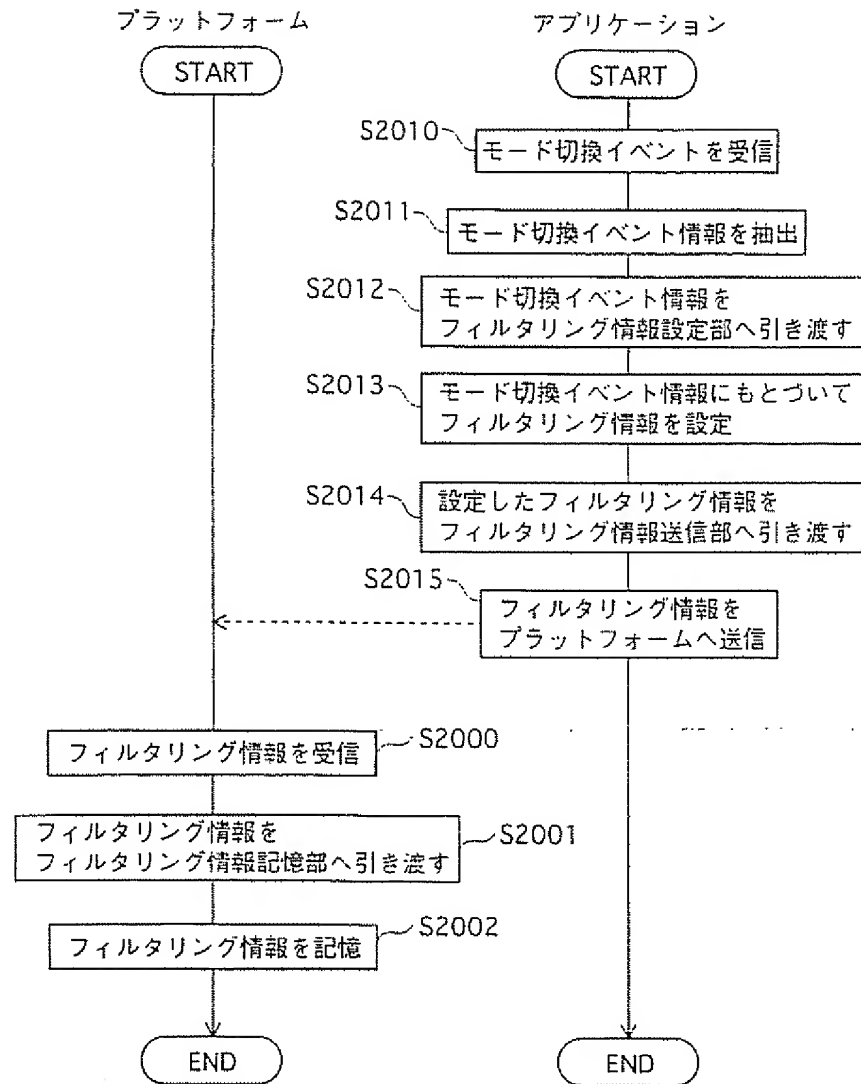 プラットフォーム
アプリケーション
START
START
S2010
モード切換イベントを受信
S2011
モード切換イベント情報を抽出
S2012
モード切換イベント情報を
フィルタリング情報設定部へ引き渡す
S2013
モード切換イベント情報にもとづいて
フィルタリング情報を設定
S2014
設定したフィルタリング情報を
フィルタリング情報送信部へ引き渡す
S2015
フィルタリング情報を
プラットフォームへ送信
S2000
フィルタリング情報を受信
S2001
フィルタリング情報を
フィルタリング情報記憶部へ引き渡す
S2002
フィルタリング情報を記憶
END
END